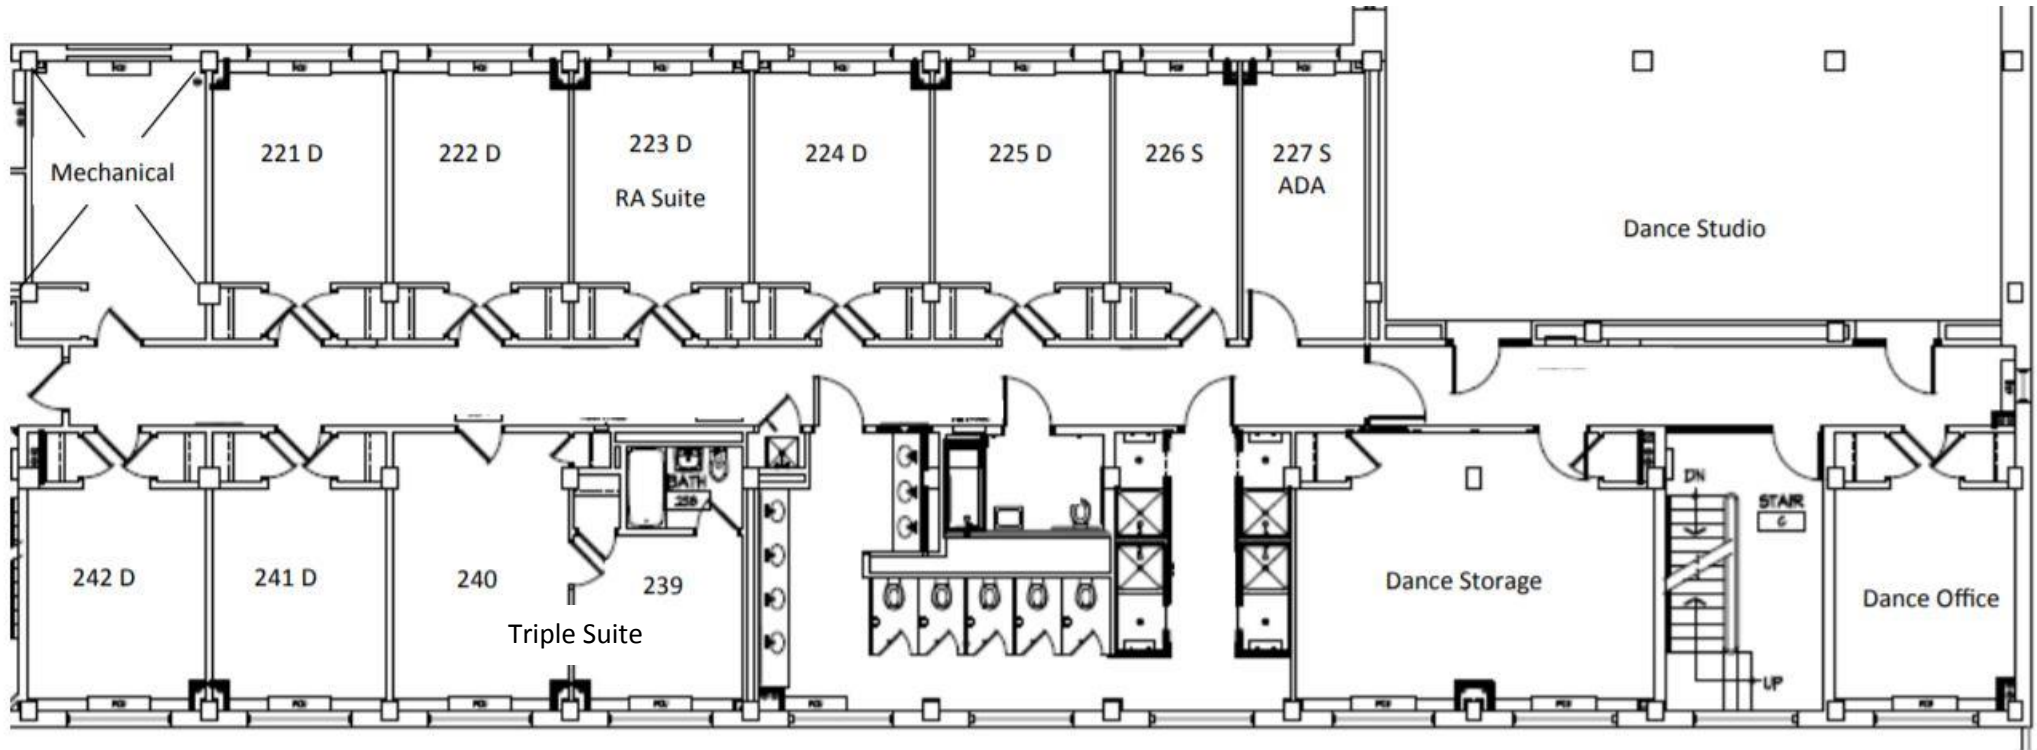 Mechanical
221 D
222 D
223 D
RA Suite
224 D
225 D
226 S
227 S
ADA
Dance Studio
242 D
241 D
240
239
Triple Suite
BATH
Dance Storage
DN
STAIR
UP
Dance Office